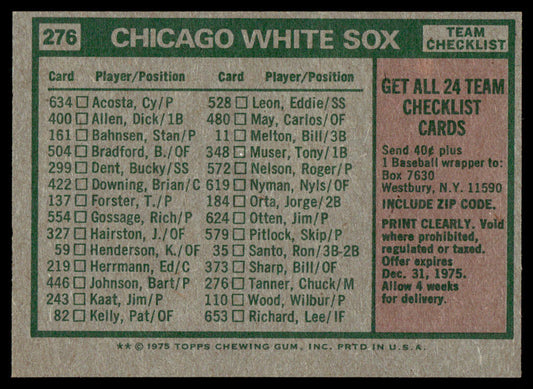 276 CHICAGO WHITE SOX TEAM CHECKLIST
Card Player/Position Card Player/Position
634 Acosta, Cy/P 528 Leon, Eddie/SS
400 Allen, Dick/1B 480 May, Carlos/OF
161 Bahnsen, Stan/P 11 Melton, Bill/3B
504 Bradford, B./OF 348 Muser, Tony/1B
299 Dent, Bucky/SS 572 Nelson, Roger/P
422 Downing, Brian/C 619 Nyman, Nyls/OF
137 Forster, T./P 184 Orta, Jorge/2B
554 Gossage, Rich/P 624 Otten, Jim/P
327 Hairston, J./OF 579 Pitlock, Skip/P
59 Henderson, K./OF 35 Santo, Ron/3B-2B
219 Herrmann, Ed/C 373 Sharp, Bill/OF
446 Johnson, Bart/P 276 Tanner, Chuck/M
243 Kaat, Jim/P 110 Wood, Wilbur/P
82 Kelly, Pat/OF 653 Richard, Lee/IF
GET ALL 24 TEAM
CHECKLIST
CARDS
Send 40¢ plus
1 Baseball wrapper to:
Box 7630
Westbury, N.Y. 11590
INCLUDE ZIP CODE.
PRINT CLEARLY. Void
where prohibited,
regulated or taxed.
Offer expires
Dec. 31, 1975.
Allow 4 weeks
for delivery.
** © 1975 TOPPS CHEWING GUM, INC. PRTD IN U.S.A.